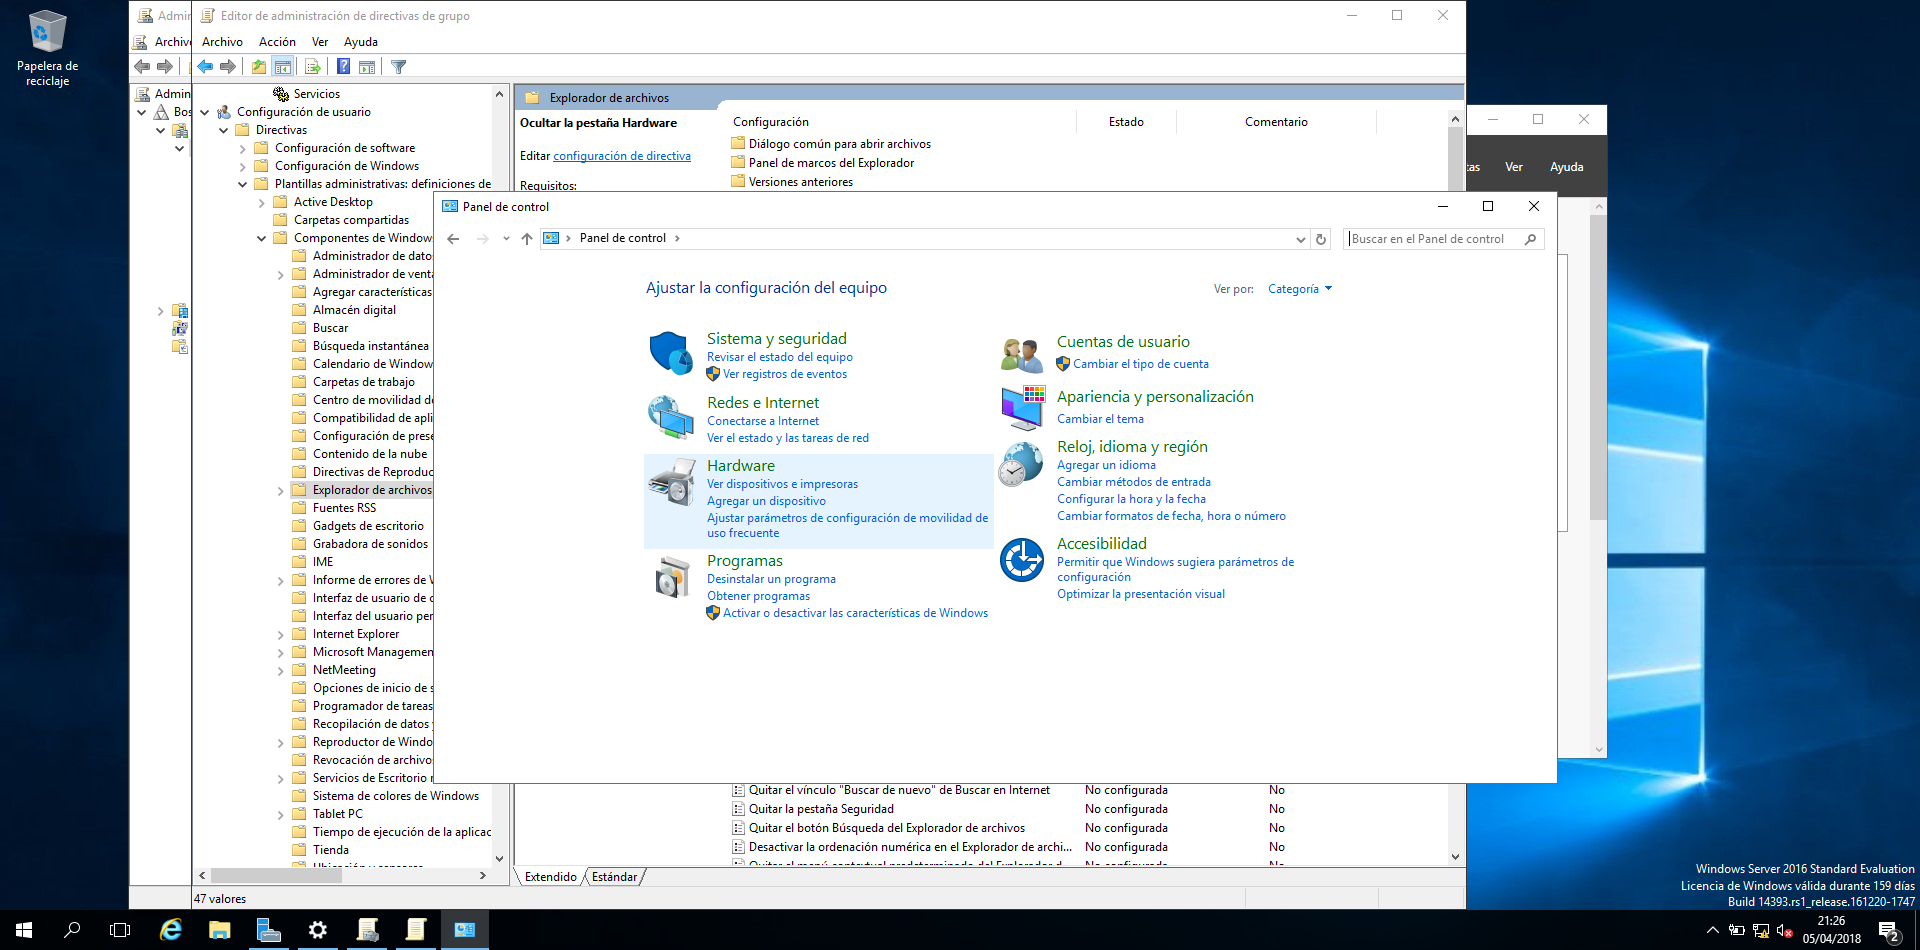 Papelera de
reciclaje
Admin
Archivo
Admin
Bos
Editor de administración de directivas de grupo
Archivo Acción Ver Ayuda
Servicios
Configuración de usuario
Directivas
Configuración de software
Configuración de Windows
Plantillas administrativas: definiciones de
Active Desktop
Carpetas compartidas
Componentes de Window
Administrador de dato
Administrador de venta
Agregar características
Almacén digital
Buscar
Búsqueda instantánea
Calendario de Window
Carpetas de trabajo
Centro de movilidad d
Compatibilidad de apli
Configuración de prese
Contenido de la nube
Directivas de Reproduc
Explorador de archivos
Fuentes RSS
Gadgets de escritorio
Grabadora de sonidos
IME
Informe de errores de W
Interfaz de usuario de c
Interfaz del usuario per
Internet Explorer
Microsoft Managemen
NetMeeting
Opciones de inicio de s
Programador de tareas
Recopilación de datos y
Reproductor de Windo
Revocación de archivo
Servicios de Escritorio r
Sistema de colores de Windows
Tablet PC
Tiempo de ejecución de la aplicac
Tienda
Ubicación y sensores
47 valores
Explorador de archivos
Ocultar la pestaña Hardware
Editar configuración de directiva
Requisitos:
Configuración Estado Comentario
Diálogo común para abrir archivos
Panel de marcos del Explorador
Versiones anteriores
tas Ver Ayuda
Panel de control
Panel de control
Buscar en el Panel de control
Ajustar la configuración del equipo
Ver por: Categoría
Sistema y seguridad
Revisar el estado del equipo
Ver registros de eventos
Redes e Internet
Conectarse a Internet
Ver el estado y las tareas de red
Hardware
Ver dispositivos e impresoras
Agregar un dispositivo
Ajustar parámetros de configuración de movilidad de
uso frecuente
Programas
Desinstalar un programa
Obtener programas
Activar o desactivar las características de Windows
Cuentas de usuario
Cambiar el tipo de cuenta
Apariencia y personalización
Cambiar el tema
Reloj, idioma y región
Agregar un idioma
Cambiar métodos de entrada
Configurar la hora y la fecha
Cambiar formatos de fecha, hora o número
Accesibilidad
Permitir que Windows sugiera parámetros de
configuración
Optimizar la presentación visual
Quitar el vínculo "Buscar de nuevo" de Buscar en Internet No configurada No
Quitar la pestaña Seguridad No configurada No
Quitar el botón Búsqueda del Explorador de archivos No configurada No
Desactivar la ordenación numérica en el Explorador de archi... No configurada No
Quitar el menú contextual predeterminado del Explorador d No configurada No
Extendido Estándar
Windows Server 2016 Standard Evaluation
Licencia de Windows válida durante 159 días
Build 14393.rs1_release.161220-1747
21:26
05/04/2018
2